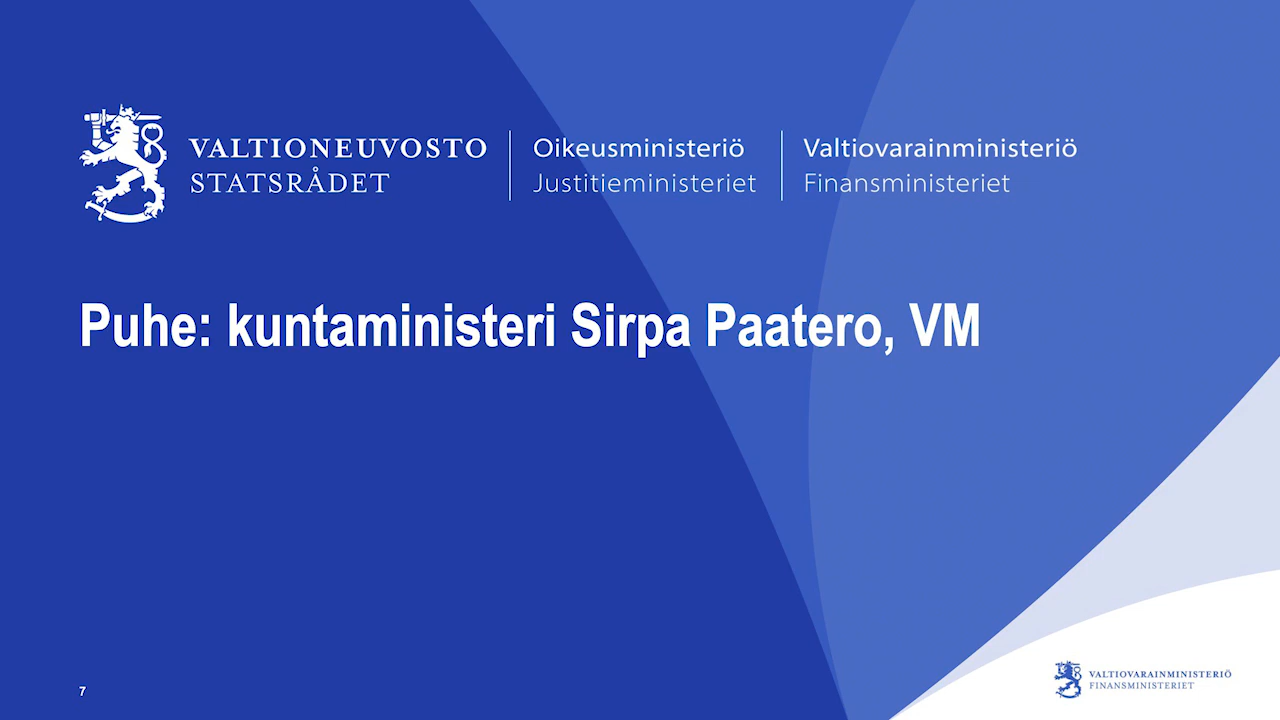 VALTIONEUVOSTO
STATSRÅDET
Oikeusministeriö
Justitieministeriet
Valtiovarainministeriö
Finansministeriet
Puhe: kuntaministeri Sirpa Paatero, VM
7
VALTIOVARAINMINISTERIÖ
FINANSMINISTERIET